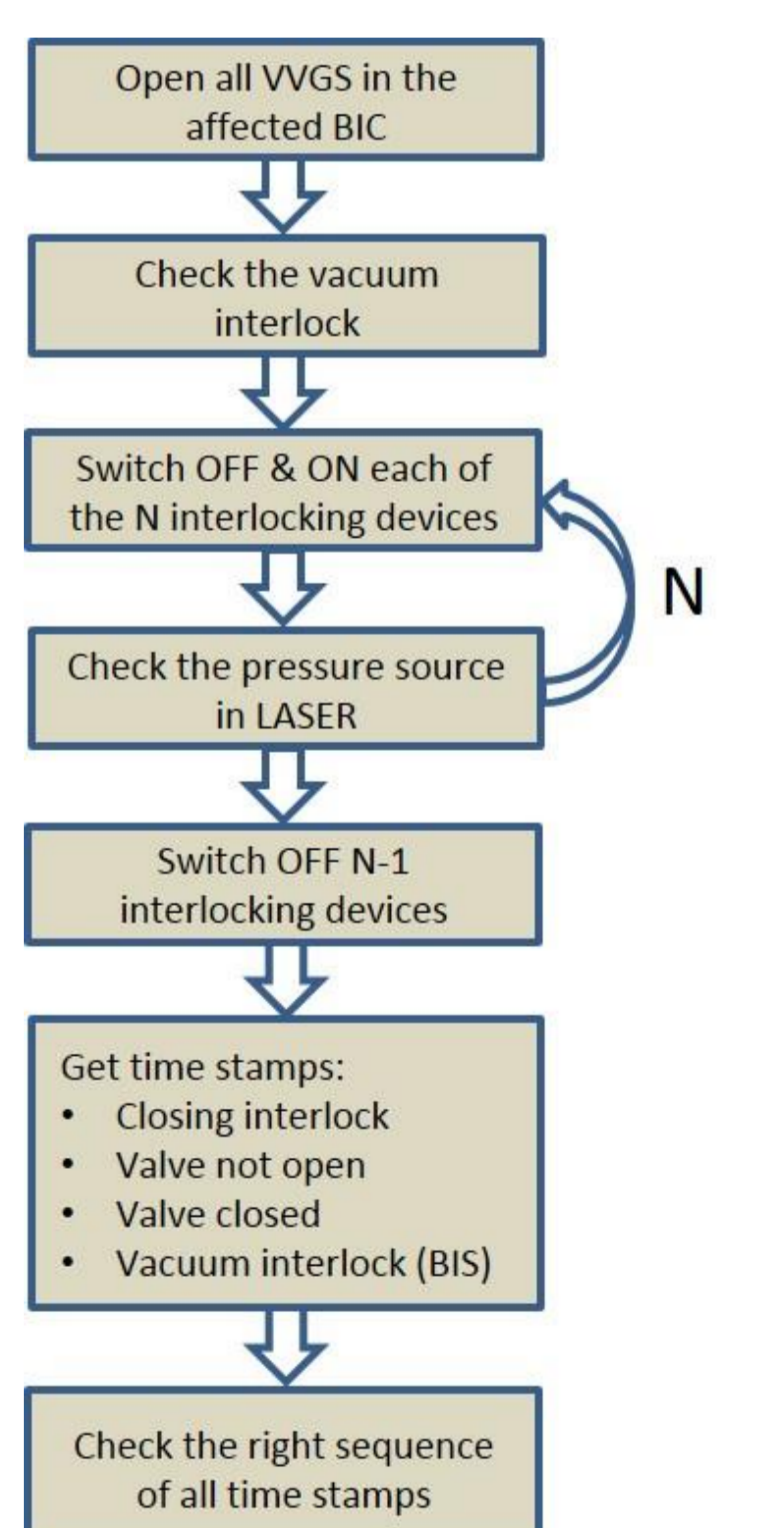 Open all VVGS in the
affected BIC
Check the vacuum
interlock
Switch OFF & ON each of
the N interlocking devices
N
Check the pressure source
in LASER
Switch OFF N-1
interlocking devices
Get time stamps:
• Closing interlock
• Valve not open
• Valve closed
• Vacuum interlock (BIS)
Check the right sequence
of all time stamps